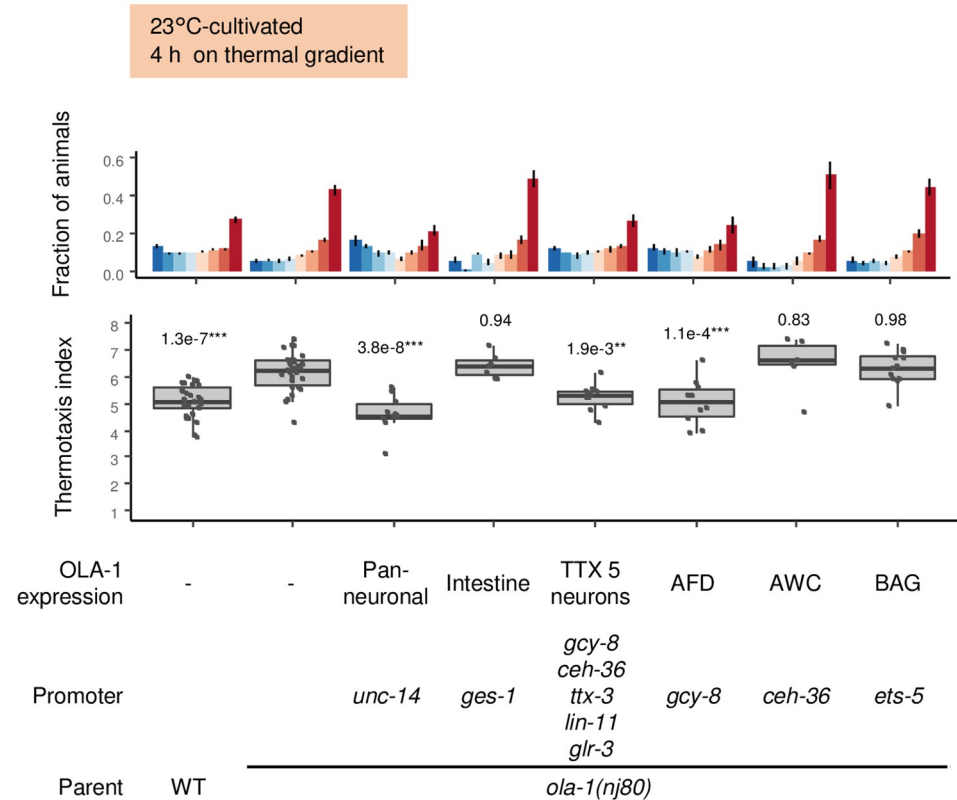 23°C-cultivated
4 h on thermal gradient
Fraction of animals
0.6
0.4
0.2
0.0
Thermotaxis index
8
7
6
5
4
3
2
1
1.3e-7***
3.8e-8***
0.94
1.9e-3**
1.1e-4***
0.83
0.98
OLA-1
expression
-
-
Pan-
neuronal
Intestine
TTX 5
neurons
AFD
AWC
BAG
Promoter
unc-14
ges-1
gcy-8
ceh-36
ttx-3
lin-11
glr-3
gcy-8
ceh-36
ets-5
Parent
WT
ola-1(nj80)